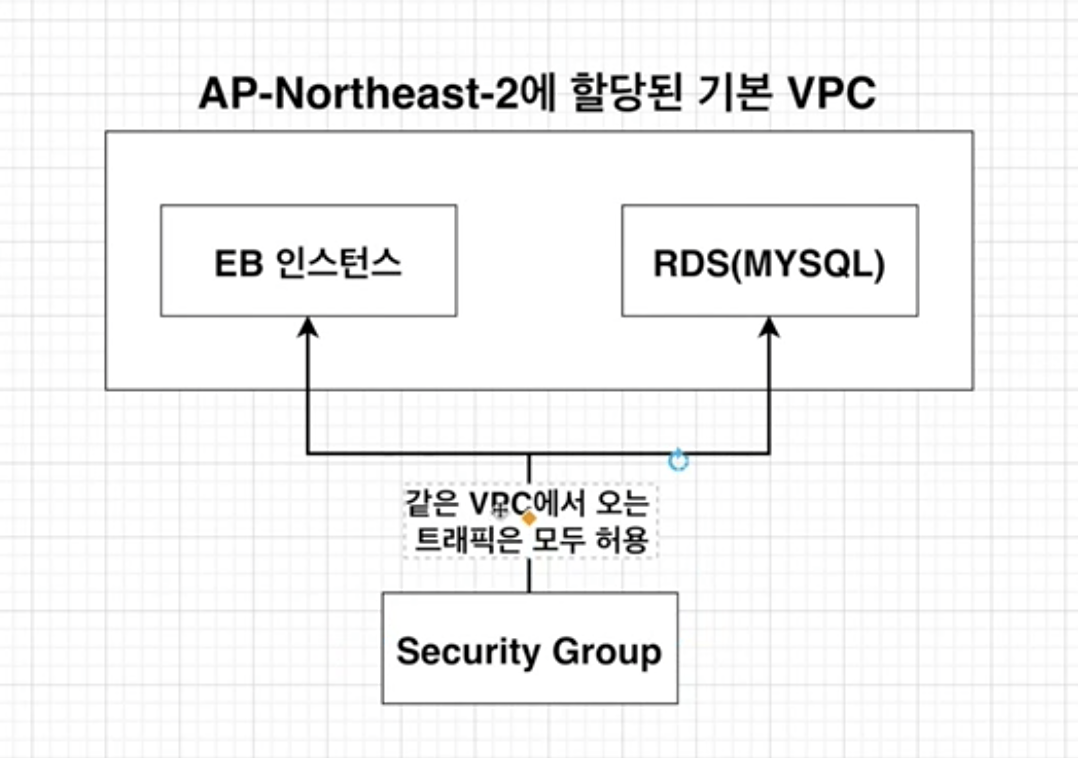 AP-Northeast-2에 할당된 기본 VPC
EB 인스턴스
RDS(MYSQL)
같은 VPC에서 오는
트래픽은 모두 허용
Security Group